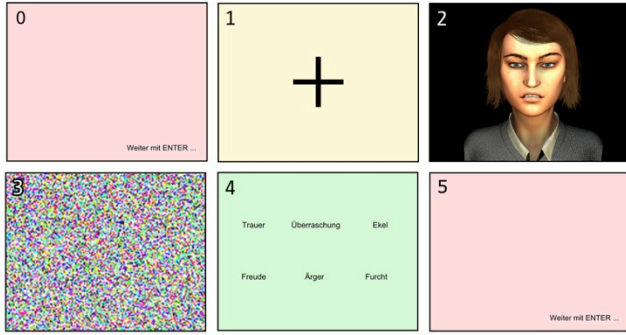 0
1
2
Weiter mit ENTER ...
3
4
5
Trauer Überraschung Ekel
Freude Ärger Furcht
Weiter mit ENTER ...